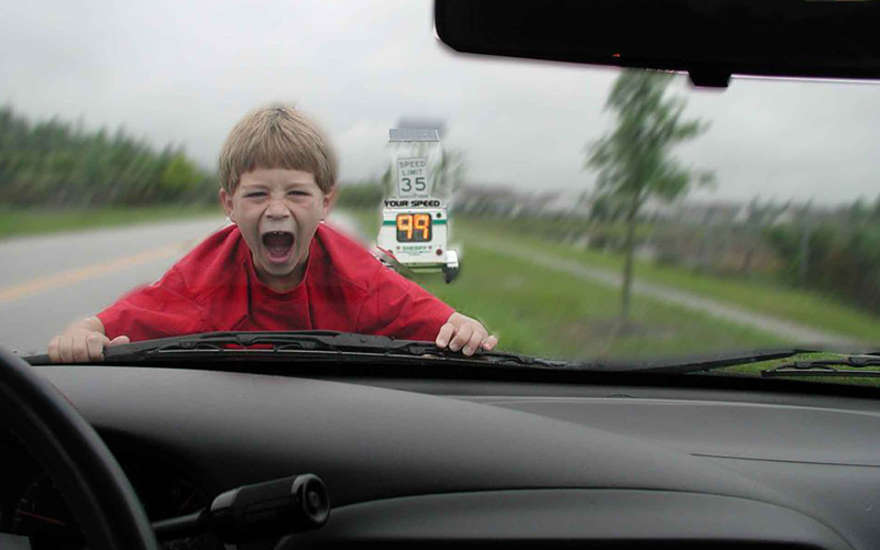 SPEED
LIMIT
35
YOUR SPEED
99
SHERIFF